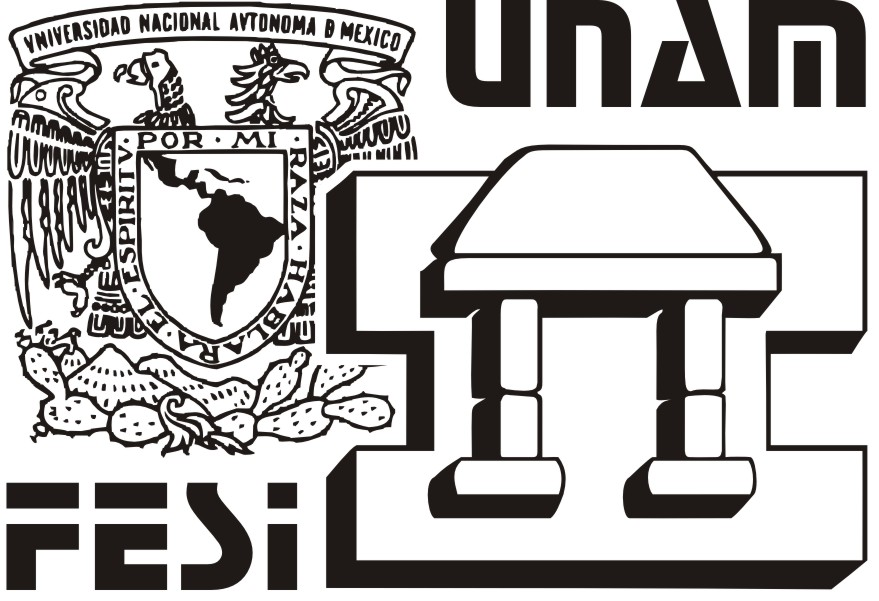 VNIVERSIDAD NACIONAL AVTONOMA D MEXICO
UNAM
POR · MI · RAZA · HABLARA · EL · ESPIRITV ·
FESi